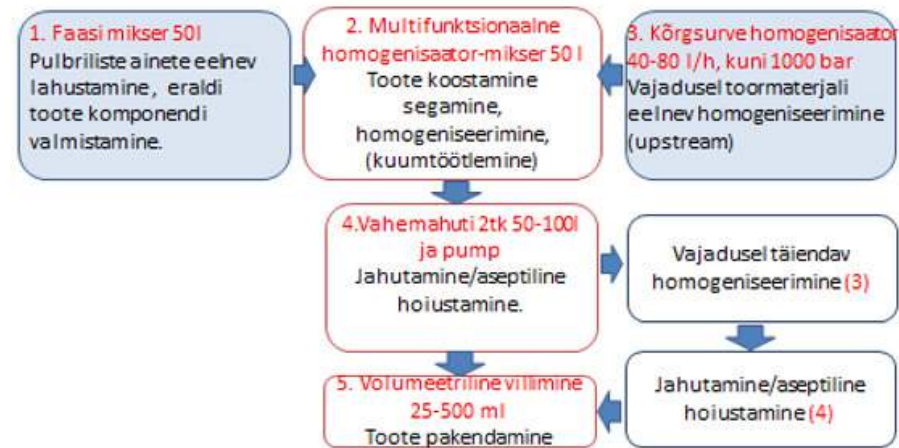 1. Faasi mikser 50l
Pulbriliste ainete eelnev
lahustamine, eraldi
toote komponendi
valmistamine.
2. Multifunktsionaalne
homogenisaator-mikser 50 l
Toote koostamine
segamine,
homogeniseerimine,
(kuumtöötlemine)
3. Kõrgsurve homogenisaator
40-80 l/h, kuni 1000 bar
Vajadusel toormaterjali
eelnev homogeniseerimine
(upstream)
4.Vahemahuti 2tk 50-100l
ja pump
Jahutamine/aseptiline
hoiustamine.
Vajadusel täiendav
homogeniseerimine (3)
5. Volumeetriline villimine
25-500 ml
Toote pakendamine
Jahutamine/aseptiline
hoiustamine (4)